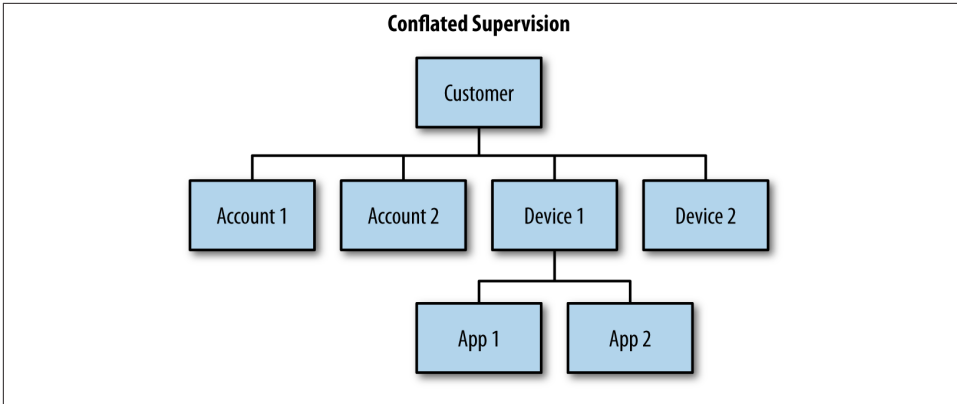 Conflated Supervision
Customer
Account 1
Account 2
Device 1
Device 2
App 1
App 2